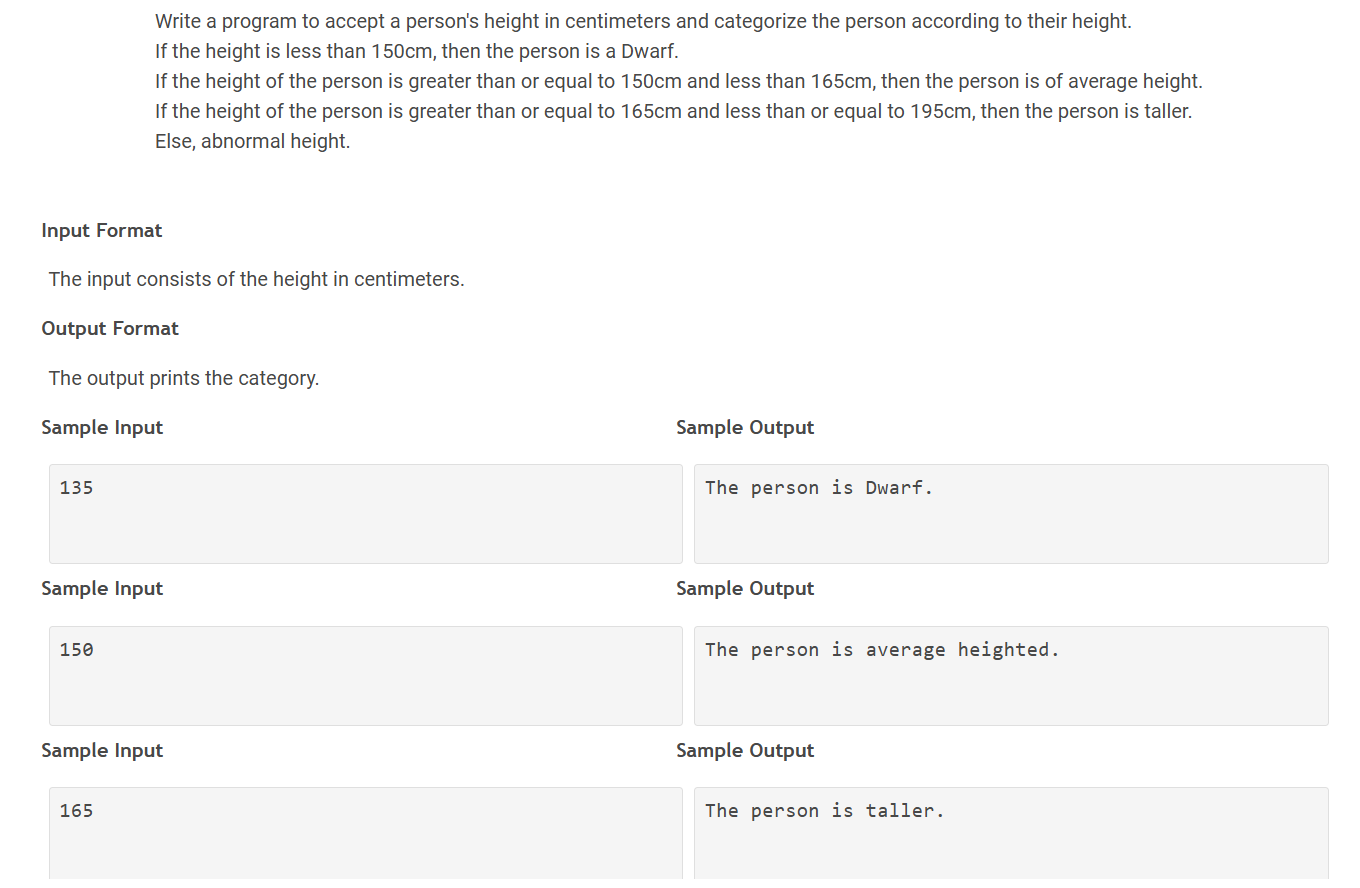 Write a program to accept a person's height in centimeters and categorize the person according to their height.
If the height is less than 150cm, then the person is a Dwarf.
If the height of the person is greater than or equal to 150cm and less than 165cm, then the person is of average height.
If the height of the person is greater than or equal to 165cm and less than or equal to 195cm, then the person is taller.
Else, abnormal height.
Input Format
The input consists of the height in centimeters.
Output Format
The output prints the category.
Sample Input
Sample Output
135
The person is Dwarf.
Sample Input
Sample Output
150
The person is average heighted.
Sample Input
Sample Output
165
The person is taller.